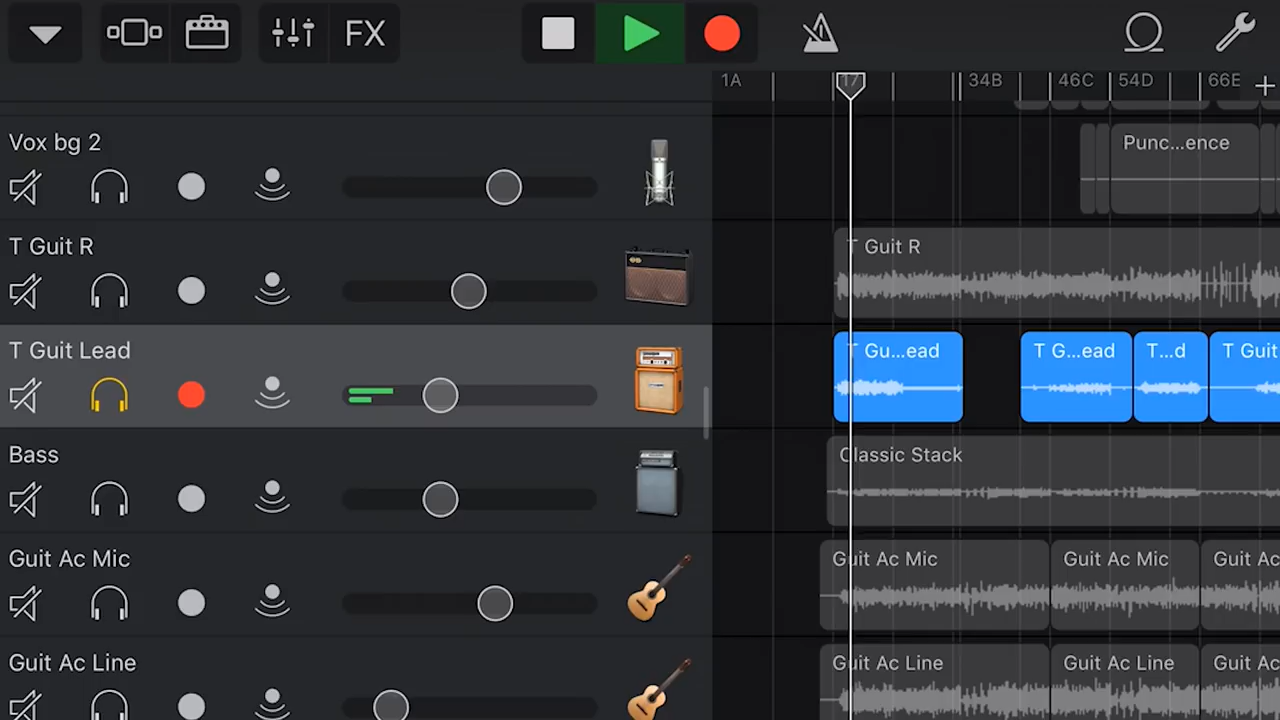 FX
1A 17 34B 46C 54D 66E +
Vox bg 2
Punc...ence
T Guit R
T Guit R
T Guit Lead
T Gu...ead T G...ead T...d T Guit
Bass
Classic Stack
Guit Ac Mic
Guit Ac Mic Guit Ac Mic Guit Ac
Guit Ac Line
Guit Ac Line Guit Ac Line Guit Ac